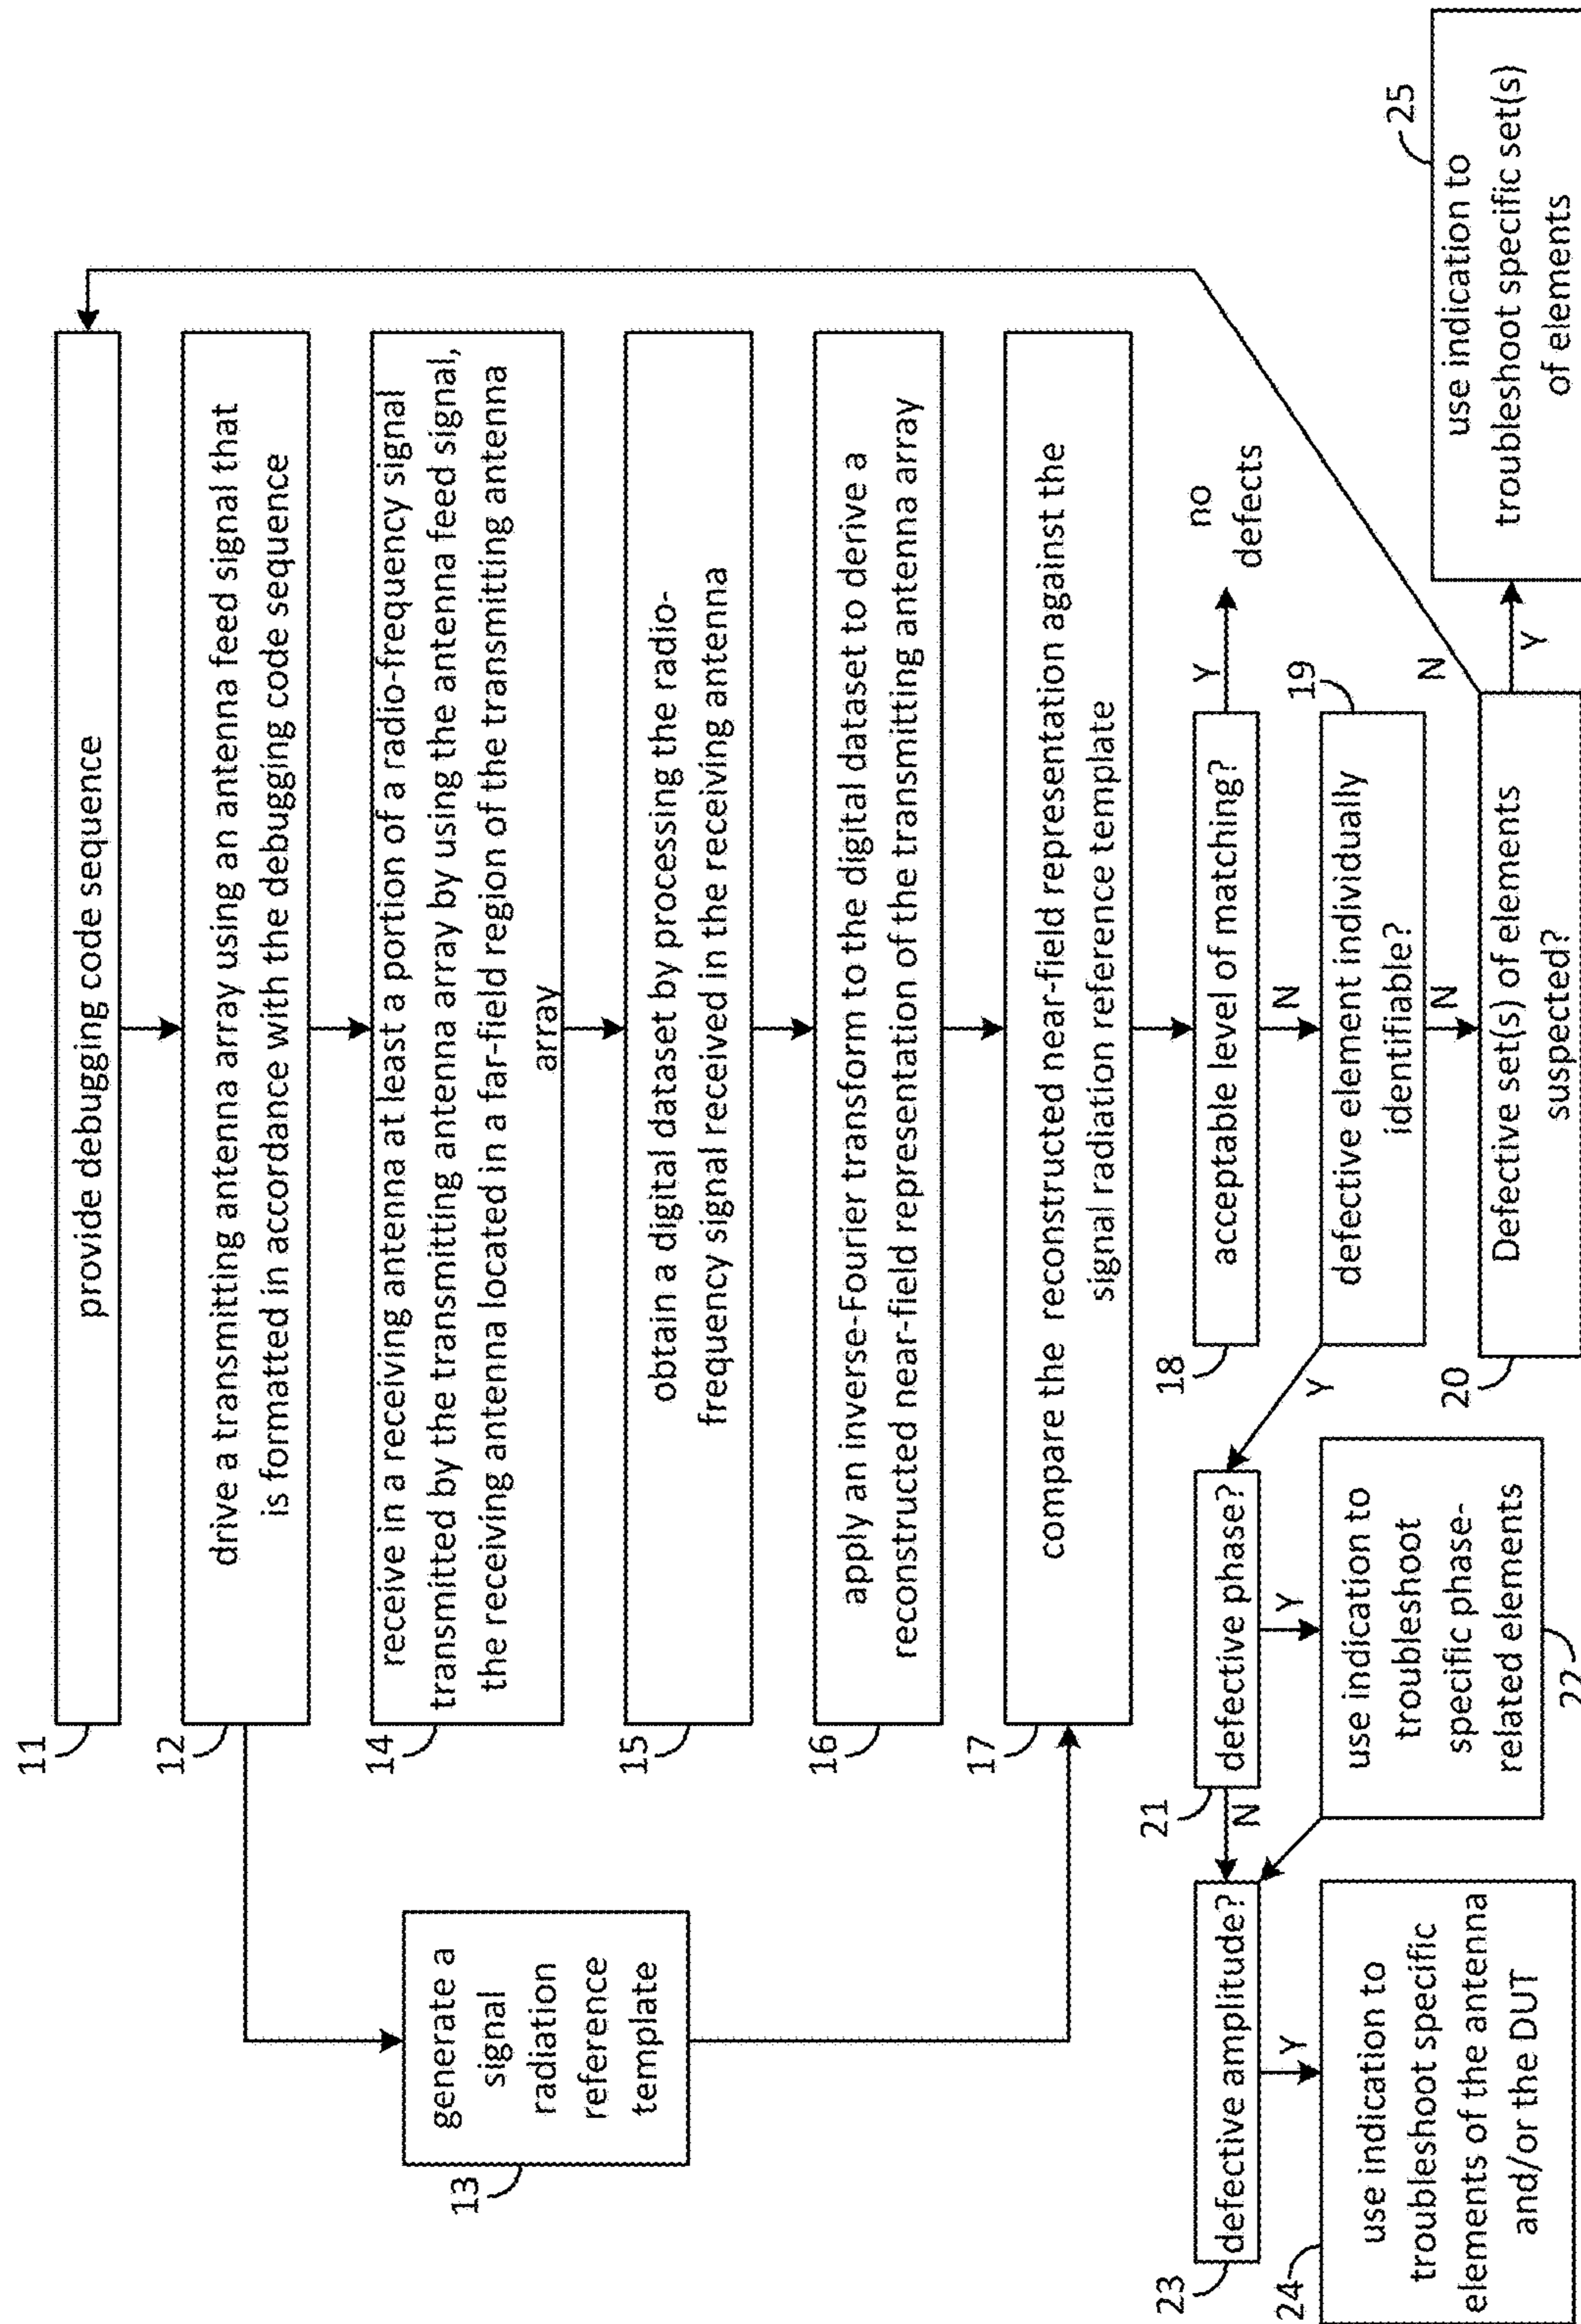 11
provide debugging code sequence
12
drive a transmitting antenna array using an antenna feed signal that
is formatted in accordance with the debugging code sequence
13
generate a
signal
radiation
reference
template
14
receive in a receiving antenna at least a portion of a radio-frequency signal
transmitted by the transmitting antenna array by using the antenna feed signal,
the receiving antenna located in a far-field region of the transmitting antenna
array
15
obtain a digital dataset by processing the radio-
frequency signal received in the receiving antenna
16
apply an inverse-Fourier transform to the digital dataset to derive a
reconstructed near-field representation of the transmitting antenna array
17
compare the reconstructed near-field representation against the
signal radiation reference template
18
acceptable level of matching?
Y
no
defects
N
19
defective element individually
identifiable?
Y
N
20
Defective set(s) of elements
suspected?
N
Y
25
use indication to
troubleshoot specific set(s)
of elements
21
defective phase?
N
Y
22
use indication to
troubleshoot
specific phase-
related elements
23
defective amplitude?
Y
24
use indication to
troubleshoot specific
elements of the antenna
and/or the DUT